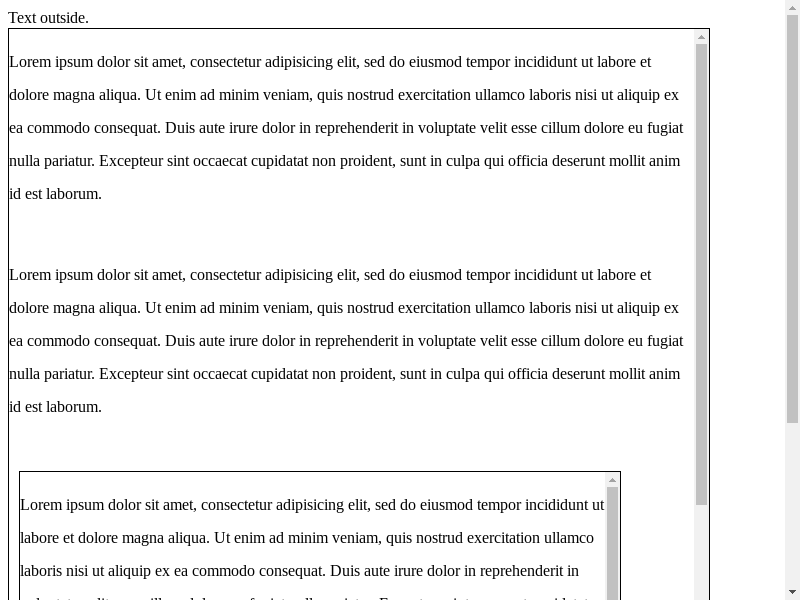 Text outside.
Lorem ipsum dolor sit amet, consectetur adipisicing elit, sed do eiusmod tempor incididunt ut labore et
dolore magna aliqua. Ut enim ad minim veniam, quis nostrud exercitation ullamco laboris nisi ut aliquip ex
ea commodo consequat. Duis aute irure dolor in reprehenderit in voluptate velit esse cillum dolore eu fugiat
nulla pariatur. Excepteur sint occaecat cupidatat non proident, sunt in culpa qui officia deserunt mollit anim
id est laborum.
Lorem ipsum dolor sit amet, consectetur adipisicing elit, sed do eiusmod tempor incididunt ut labore et
dolore magna aliqua. Ut enim ad minim veniam, quis nostrud exercitation ullamco laboris nisi ut aliquip ex
ea commodo consequat. Duis aute irure dolor in reprehenderit in voluptate velit esse cillum dolore eu fugiat
nulla pariatur. Excepteur sint occaecat cupidatat non proident, sunt in culpa qui officia deserunt mollit anim
id est laborum.
Lorem ipsum dolor sit amet, consectetur adipisicing elit, sed do eiusmod tempor incididunt ut
labore et dolore magna aliqua. Ut enim ad minim veniam, quis nostrud exercitation ullamco
laboris nisi ut aliquip ex ea commodo consequat. Duis aute irure dolor in reprehenderit in